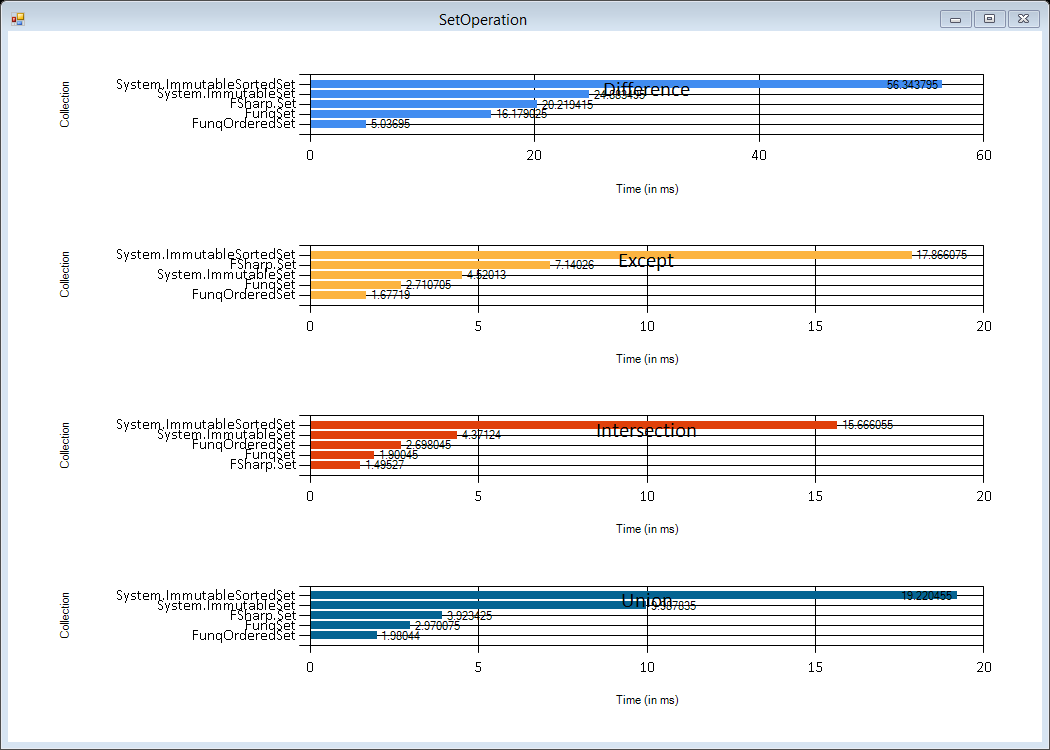 SetOperation
Difference
Collection
System.ImmutableSortedSet 56.343795
System.ImmutableSet
FSharp.Set 20.219415
FunqSet 16.179025
FunqOrderedSet 5.03695
0 20 40 60
Time (in ms)
Except
Collection
System.ImmutableSortedSet 17.866075
FSharp.Set 7.14026
System.ImmutableSet 4.52013
FunqSet 2.710705
FunqOrderedSet 1.67719
0 5 10 15 20
Time (in ms)
Intersection
Collection
System.ImmutableSortedSet 15.666055
System.ImmutableSet 4.37124
FunqOrderedSet 2.698045
FunqSet 1.90045
FSharp.Set 1.49527
0 5 10 15 20
Time (in ms)
Union
Collection
System.ImmutableSortedSet 19.220455
System.ImmutableSet
FSharp.Set 3.923425
FunqSet 2.970075
FunqOrderedSet 1.98044
0 5 10 15 20
Time (in ms)